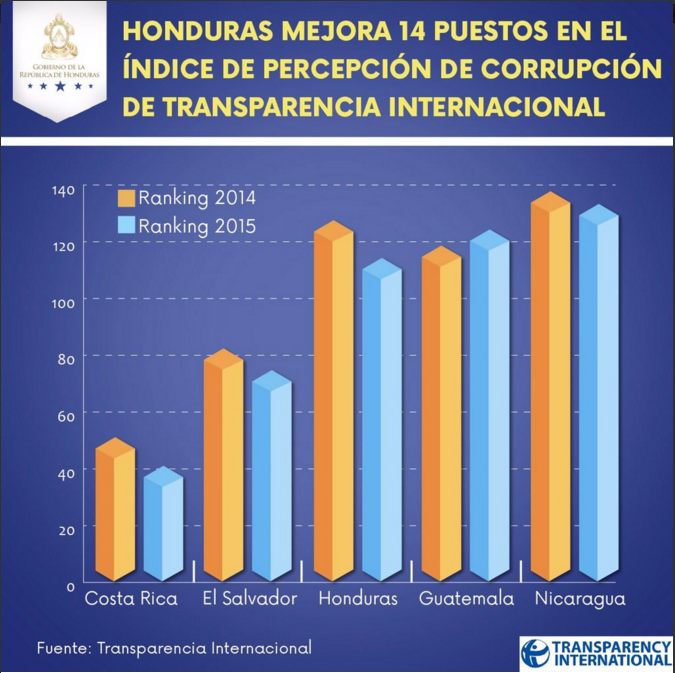 GOBIERNO DE LA
REPÚBLICA DE HONDURAS
HONDURAS MEJORA 14 PUESTOS EN EL
ÍNDICE DE PERCEPCIÓN DE CORRUPCIÓN
DE TRANSPARENCIA INTERNACIONAL
Ranking 2014
Ranking 2015
140
120
100
80
60
40
20
0
Costa Rica
El Salvador
Honduras
Guatemala
Nicaragua
Fuente: Transparencia Internacional
TRANSPARENCY
INTERNATIONAL